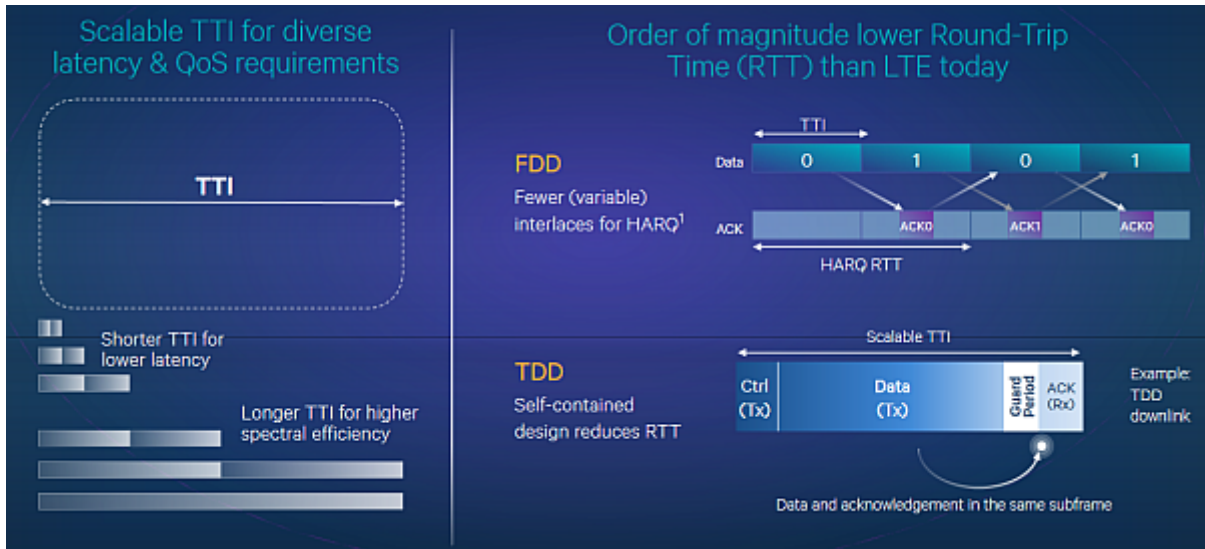 Scalable TTI for diverse
latency & QoS requirements
TTI
Shorter TTI for
lower latency
Longer TTI for higher
spectral efficiency
Order of magnitude lower Round-Trip
Time (RTT) than LTE today
FDD
Fewer (variable)
interfaces for HARQ¹
TTI
Data 0 1 0 1
ACK ACK0 ACK1 ACK0
HARQ RTT
TDD
Self-contained
design reduces RTT
Scalable TTI
Ctrl
(Tx)
Data
(Tx)
Guard
Period
ACK
(Rx)
Example:
TDD
downlink
Data and acknowledgement in the same subframe